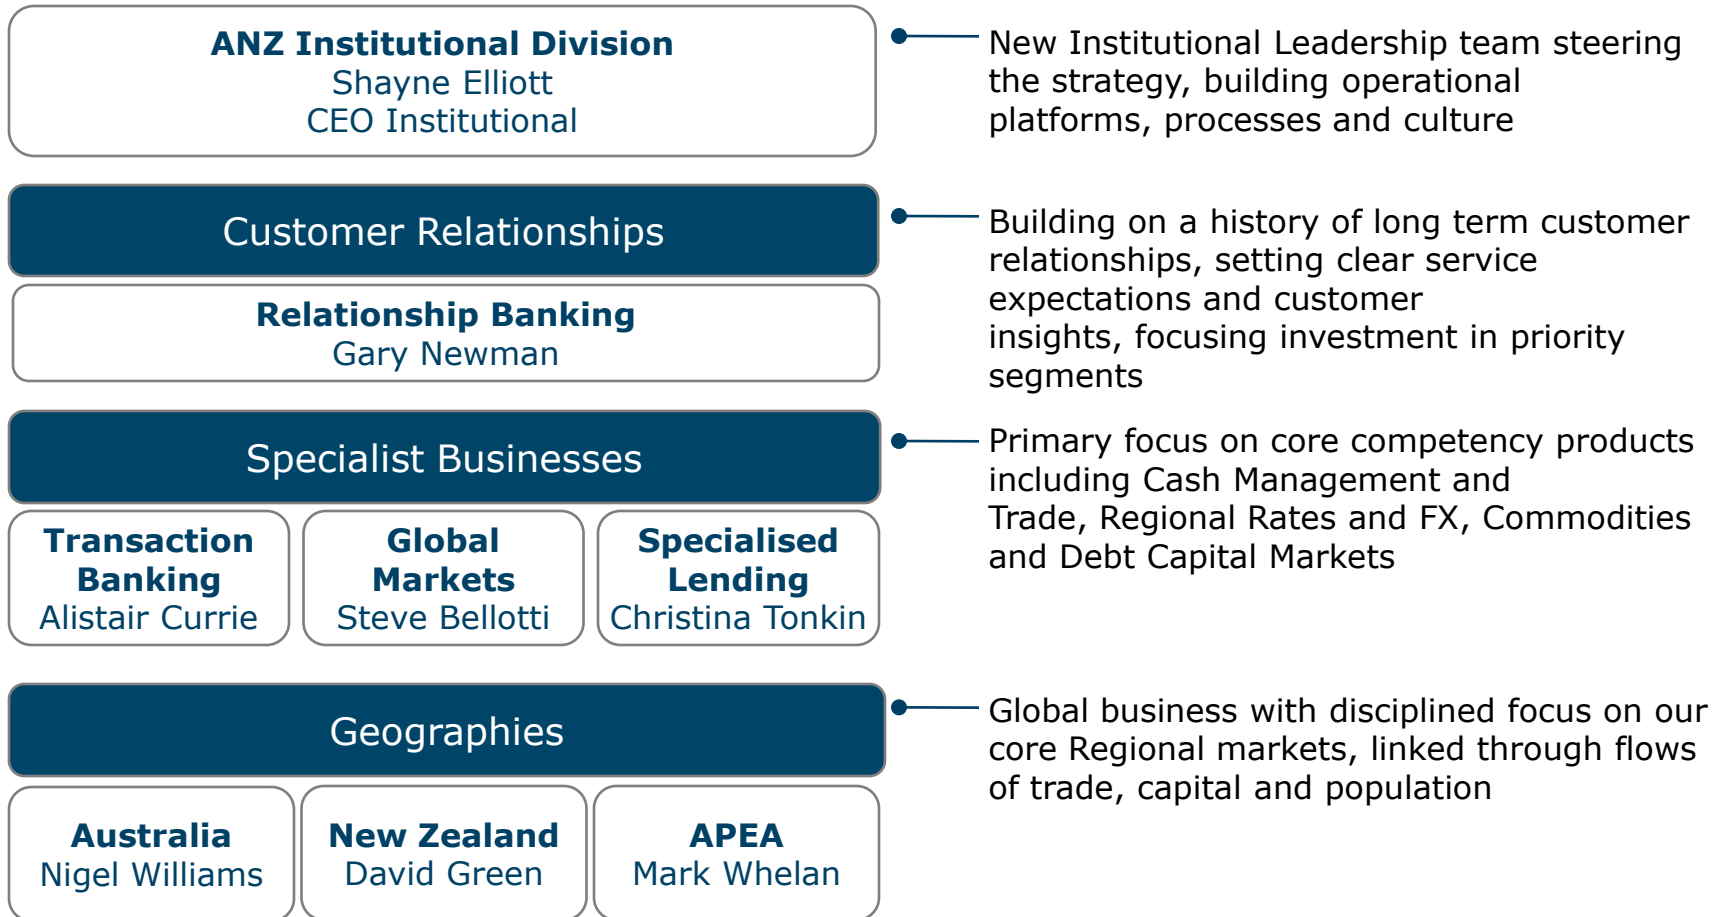 ANZ Institutional Division
Shayne Elliott
CEO Institutional
New Institutional Leadership team steering
the strategy, building operational
platforms, processes and culture
Customer Relationships
Relationship Banking
Gary Newman
Building on a history of long term customer
relationships, setting clear service
expectations and customer
insights, focusing investment in priority
segments
Specialist Businesses
Transaction
Banking
Alistair Currie
Global
Markets
Steve Bellotti
Specialised
Lending
Christina Tonkin
Primary focus on core competency products
including Cash Management and
Trade, Regional Rates and FX, Commodities
and Debt Capital Markets
Geographies
Australia
Nigel Williams
New Zealand
David Green
APEA
Mark Whelan
Global business with disciplined focus on our
core Regional markets, linked through flows
of trade, capital and population